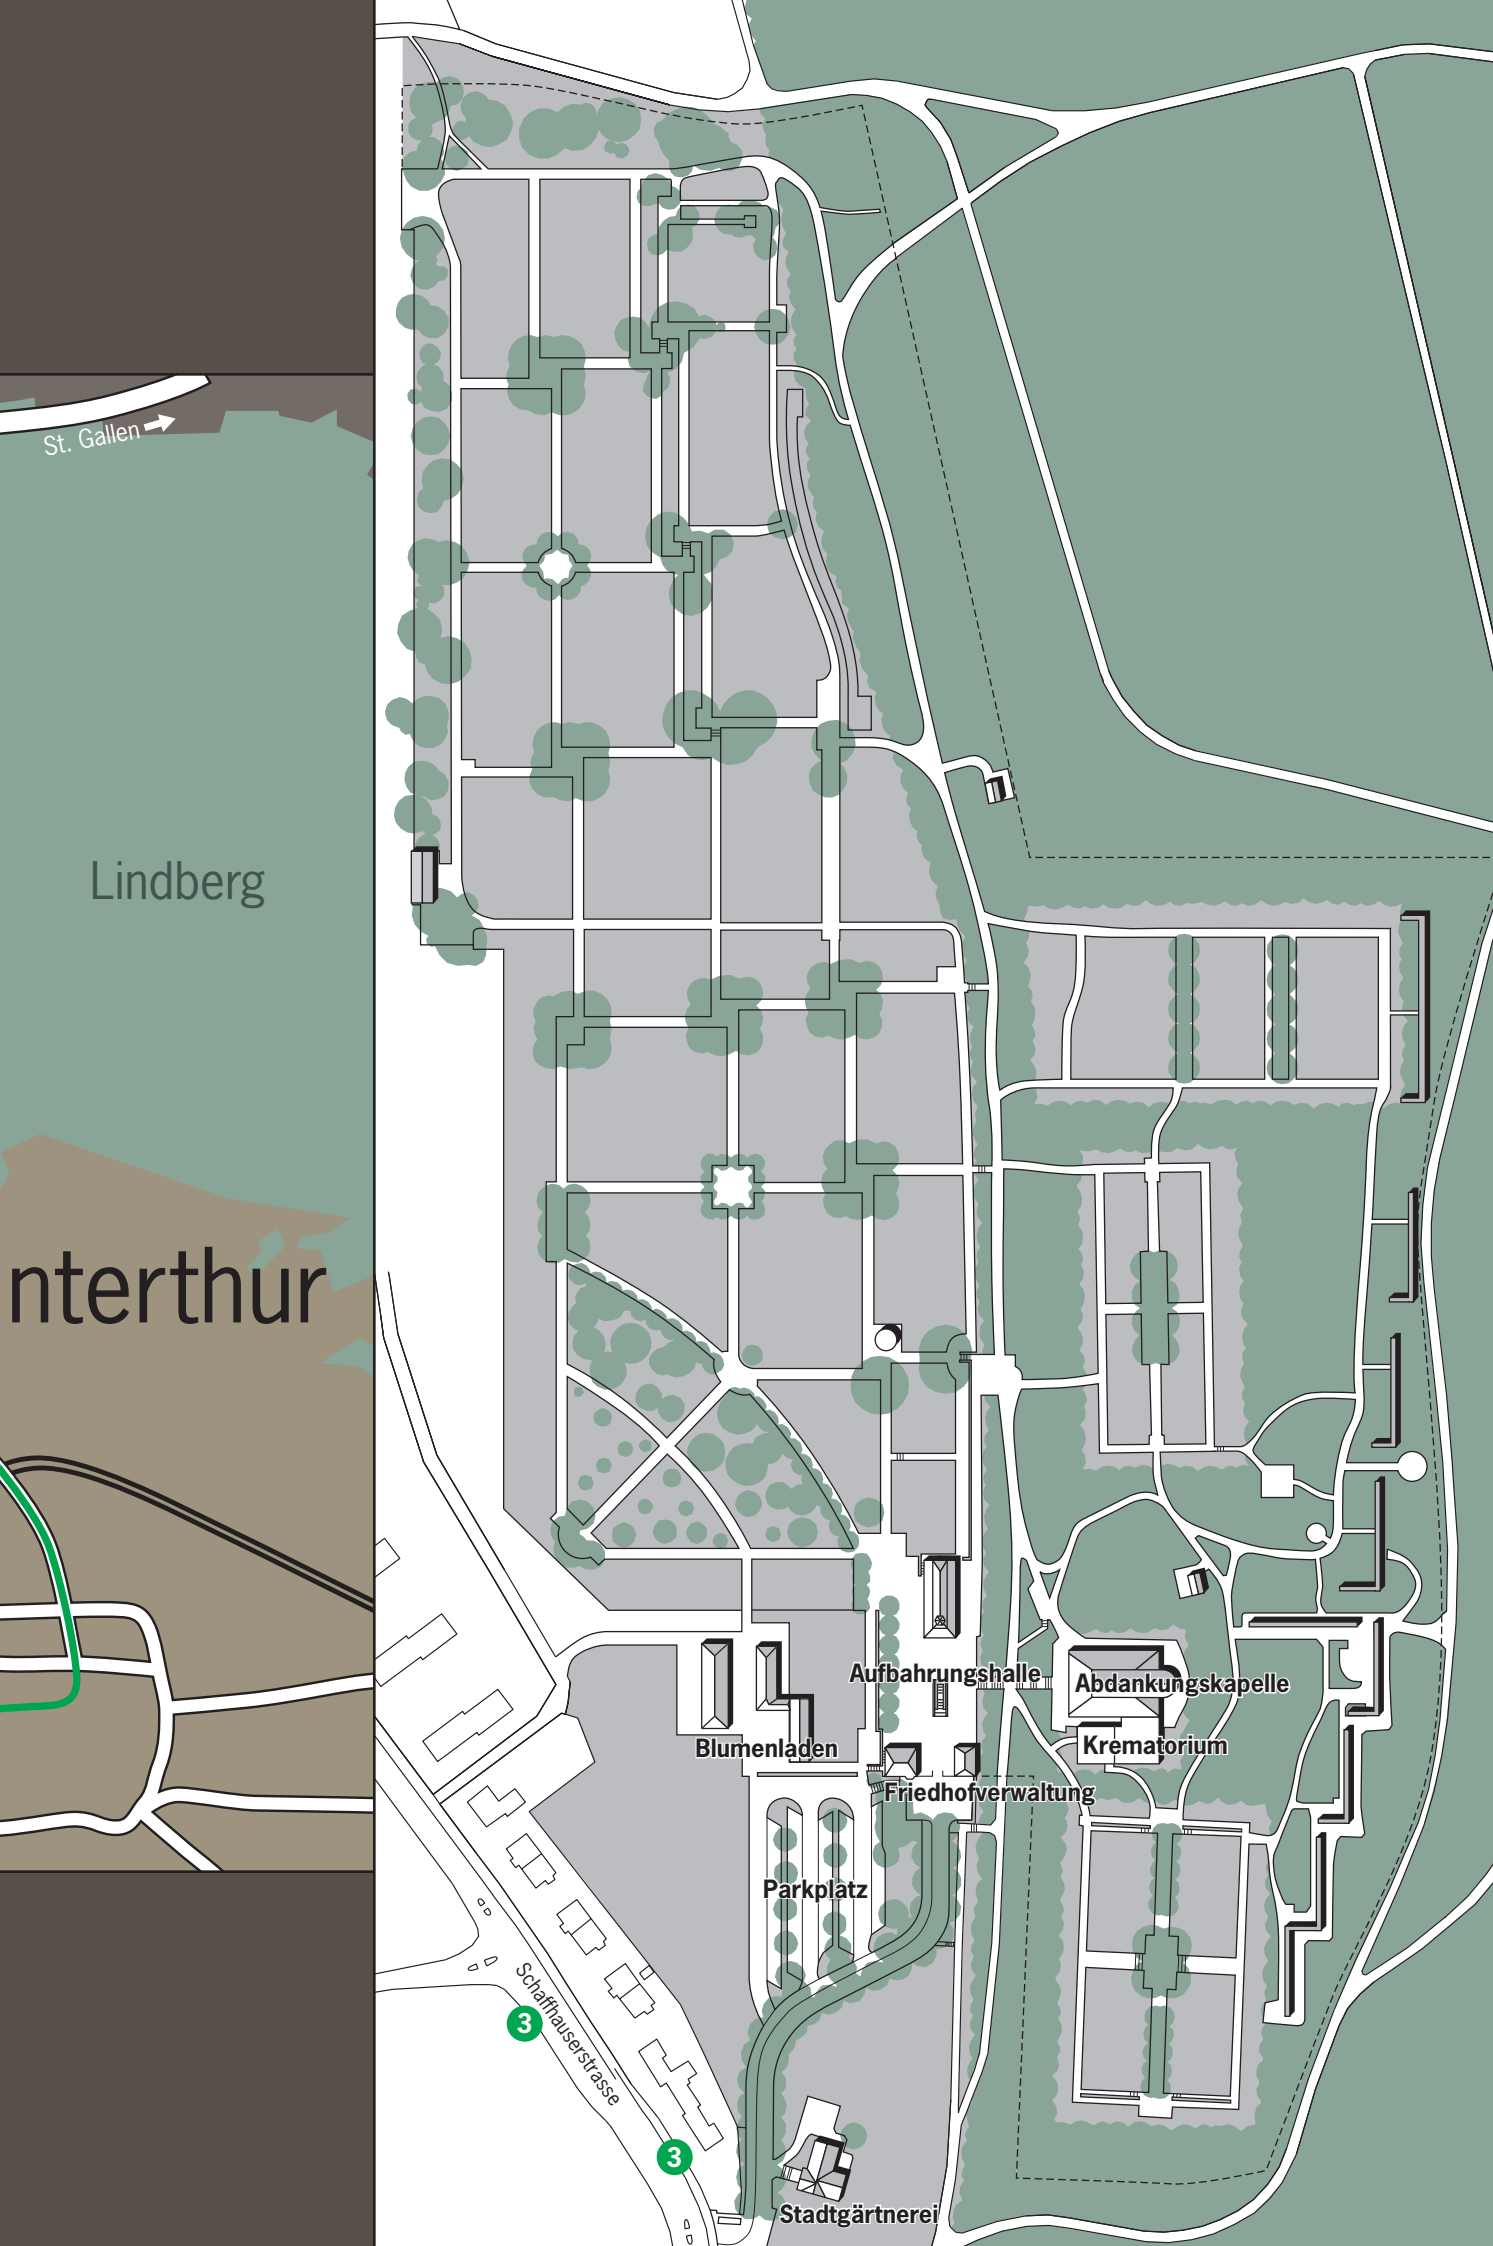 St. Gallen
Lindberg
nterthur
Aufbahrungshalle
Abdankungskapelle
Blumenladen
Krematorium
Friedhofverwaltung
Parkplatz
Schaffhauserstrasse
3
3
Stadtgärtnerei